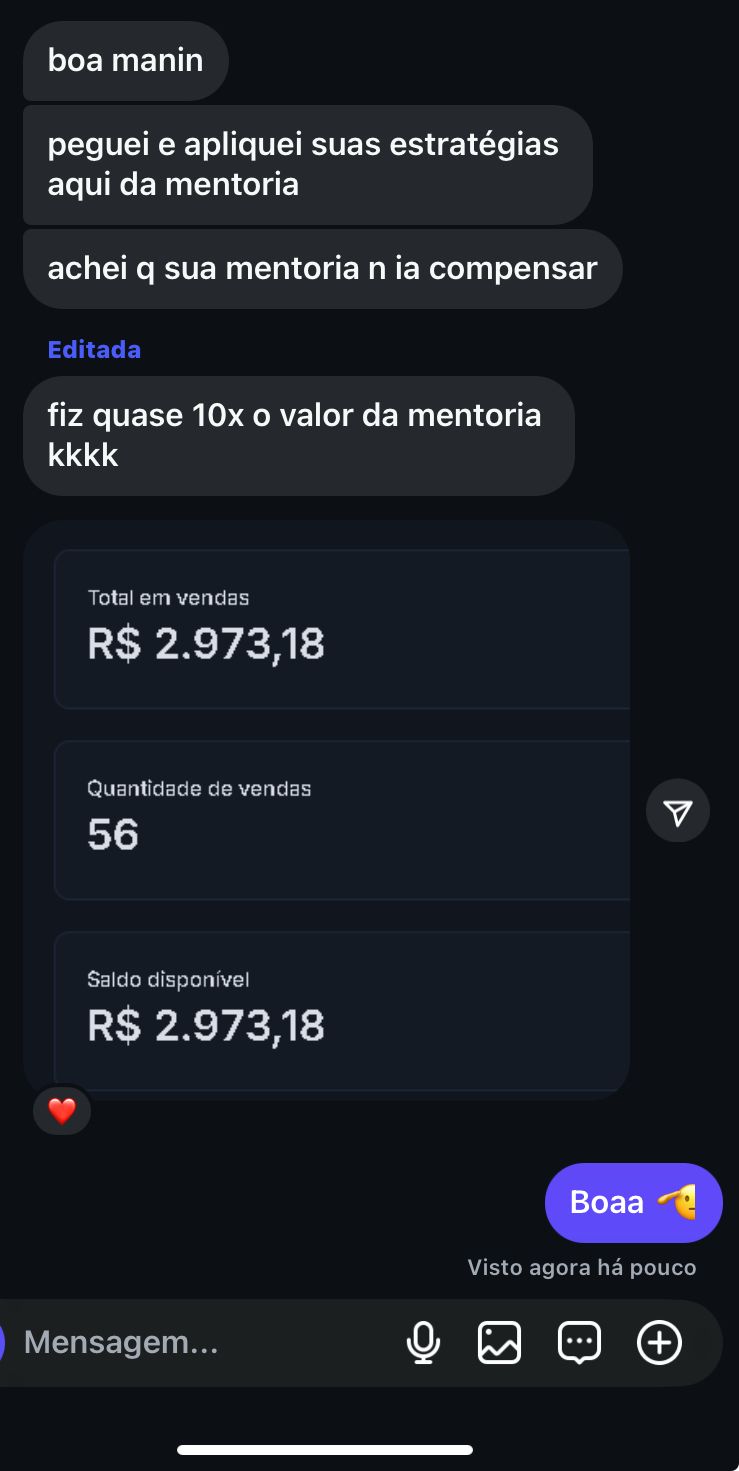 boa manin
peguei e apliquei suas estratégias
aqui da mentoria
achei q sua mentoria n ia compensar
Editada
fiz quase 10x o valor da mentoria
kkkk
Total em vendas
R$ 2.973,18
Quantidade de vendas
56
Saldo disponível
R$ 2.973,18
Boaa
Visto agora há pouco
Mensagem...